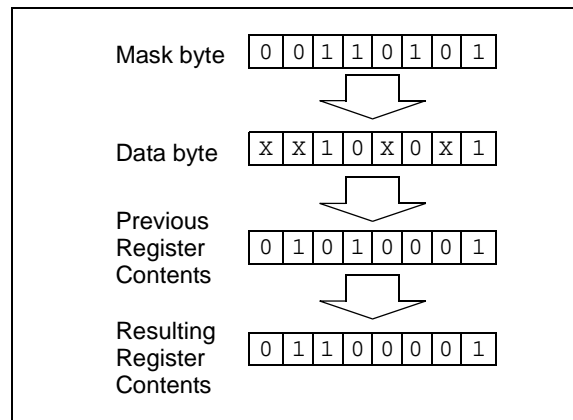 Mask byte 0 0 1 1 0 1 0 1
Data byte X X 1 0 X 0 X 1
Previous
Register
Contents
0 1 0 1 0 0 0 1
Resulting
Register
Contents
0 1 1 0 0 0 0 1